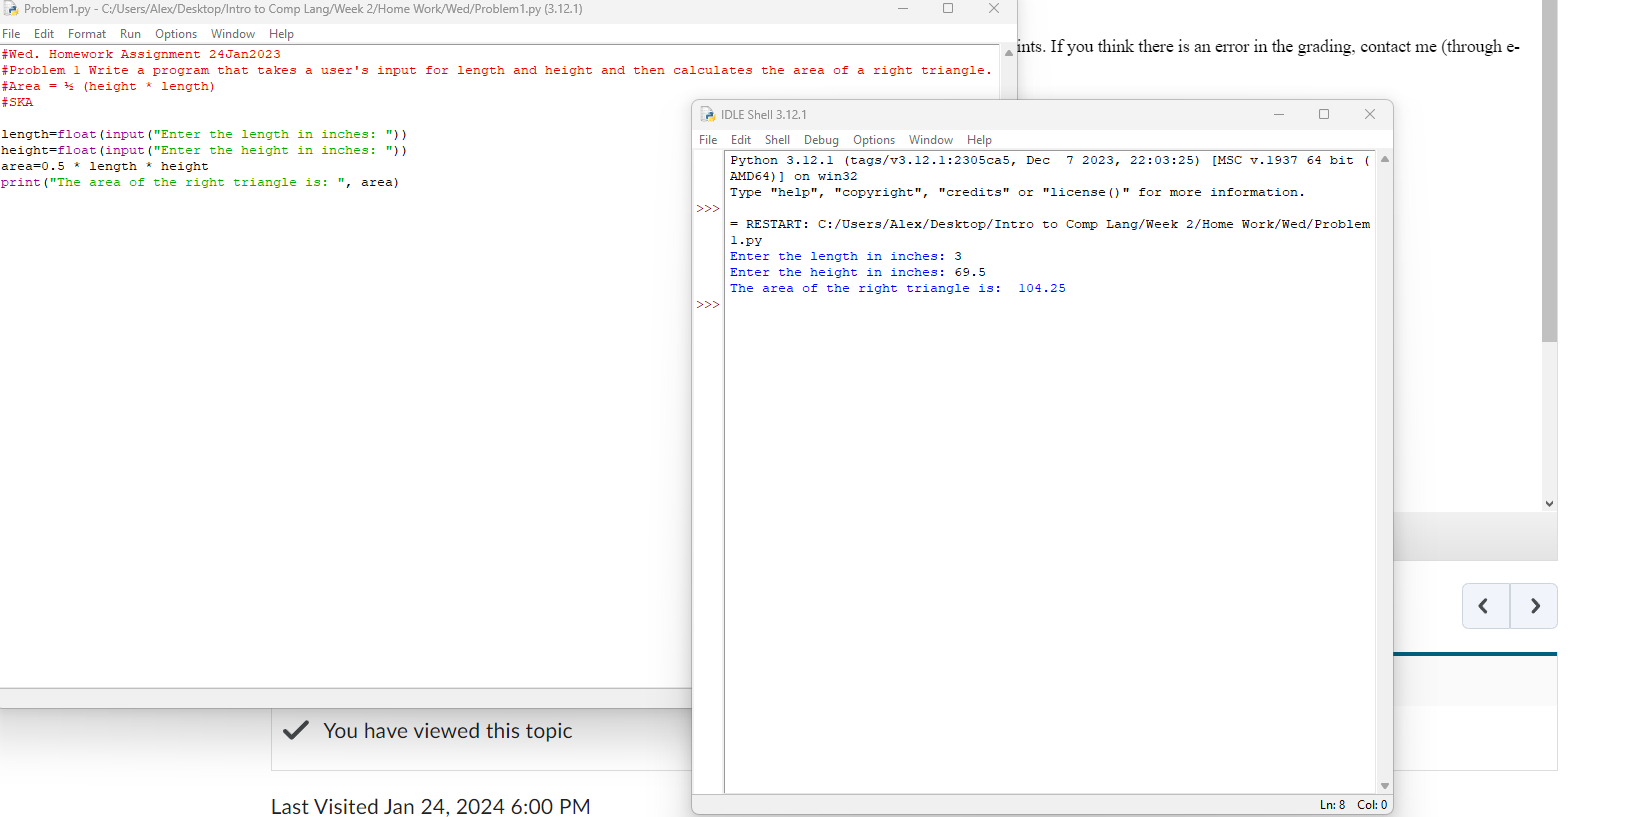 Problem1.py - C:/Users/Alex/Desktop/Intro to Comp Lang/Week 2/Home Work/Wed/Problem1.py (3.12.1)
File Edit Format Run Options Window Help
#Wed. Homework Assignment 24Jan2023
#Problem 1 Write a program that takes a user's input for length and height and then calculates the area of a right triangle.
#Area = ½ (height * length)
#SKA
length=float(input("Enter the length in inches: "))
height=float(input("Enter the height in inches: "))
area=0.5 * length * height
print("The area of the right triangle is: ", area)
ints. If you think there is an error in the grading, contact me (through e-
IDLE Shell 3.12.1
File Edit Shell Debug Options Window Help
Python 3.12.1 (tags/v3.12.1:2305ca5, Dec  7 2023, 22:03:25) [MSC v.1937 64 bit (
AMD64)] on win32
Type "help", "copyright", "credits" or "license()" for more information.
>>>
= RESTART: C:/Users/Alex/Desktop/Intro to Comp Lang/Week 2/Home Work/Wed/Problem
1.py
Enter the length in inches: 3
Enter the height in inches: 69.5
The area of the right triangle is:  104.25
>>>
Ln: 8 Col: 0
You have viewed this topic
Last Visited Jan 24, 2024 6:00 PM